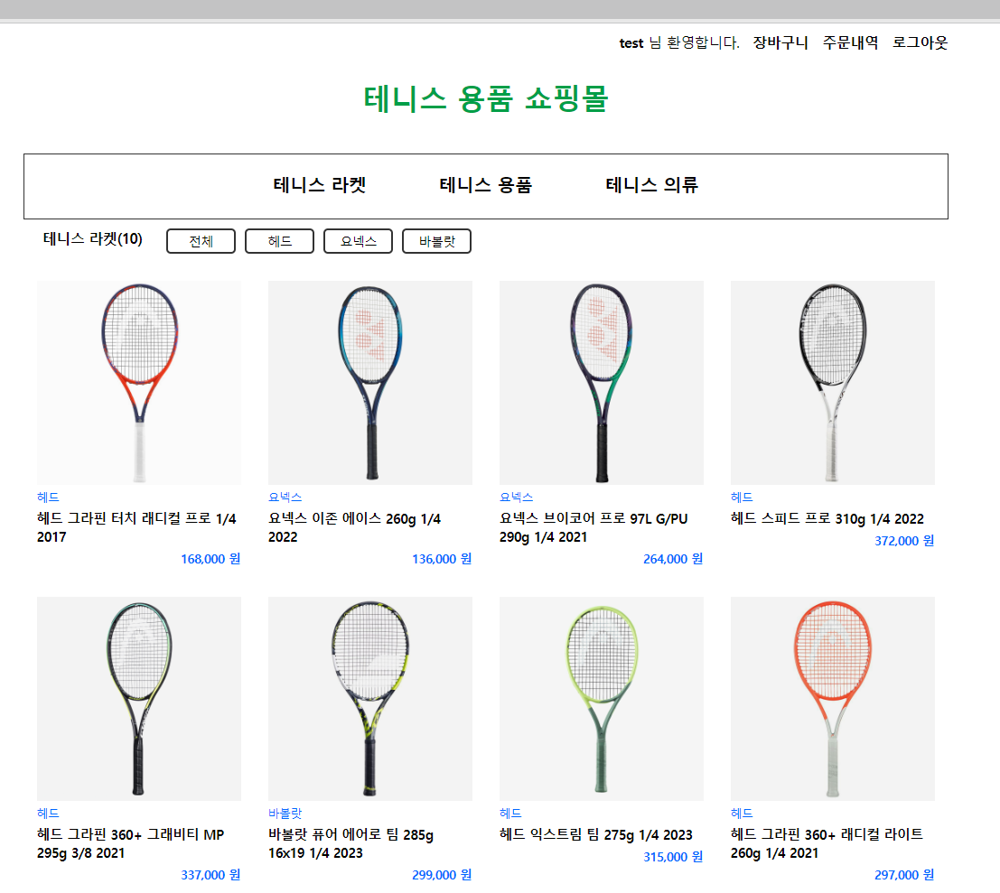 test 님 환영합니다. 장바구니 주문내역 로그아웃
테니스 용품 쇼핑몰
테니스 라켓 테니스 용품 테니스 의류
테니스 라켓(10) 전체 헤드 요넥스 바볼랏
헤드
헤드 그라핀 터치 래디컬 프로 1/4
2017
168,000 원
요넥스
요넥스 이존 에이스 260g 1/4
2022
136,000 원
요넥스
요넥스 브이코어 프로 97L G/PU
290g 1/4 2021
264,000 원
헤드
헤드 스피드 프로 310g 1/4 2022
372,000 원
헤드
헤드 그라핀 360+ 그래비티 MP
295g 3/8 2021
337,000 원
바볼랏
바볼랏 퓨어 에어로 팀 285g
16x19 1/4 2023
299,000 원
헤드
헤드 익스트림 팀 275g 1/4 2023
315,000 원
헤드
헤드 그라핀 360+ 래디컬 라이트
260g 1/4 2021
297,000 원